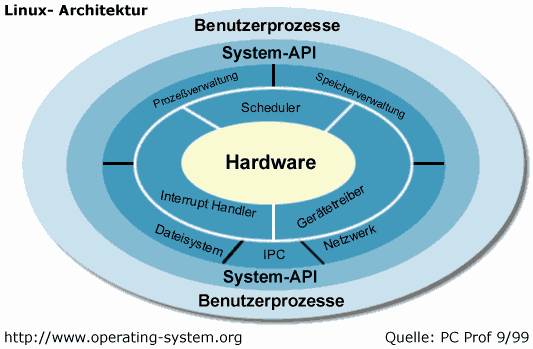 Linux- Architektur
Benutzerprozesse
System-API
Prozeßverwaltung
Speicherverwaltung
Scheduler
Hardware
Interrupt Handler
Gerätetreiber
Dateisystem
IPC
Netzwerk
System-API
Benutzerprozesse
http://www.operating-system.org
Quelle: PC Prof 9/99